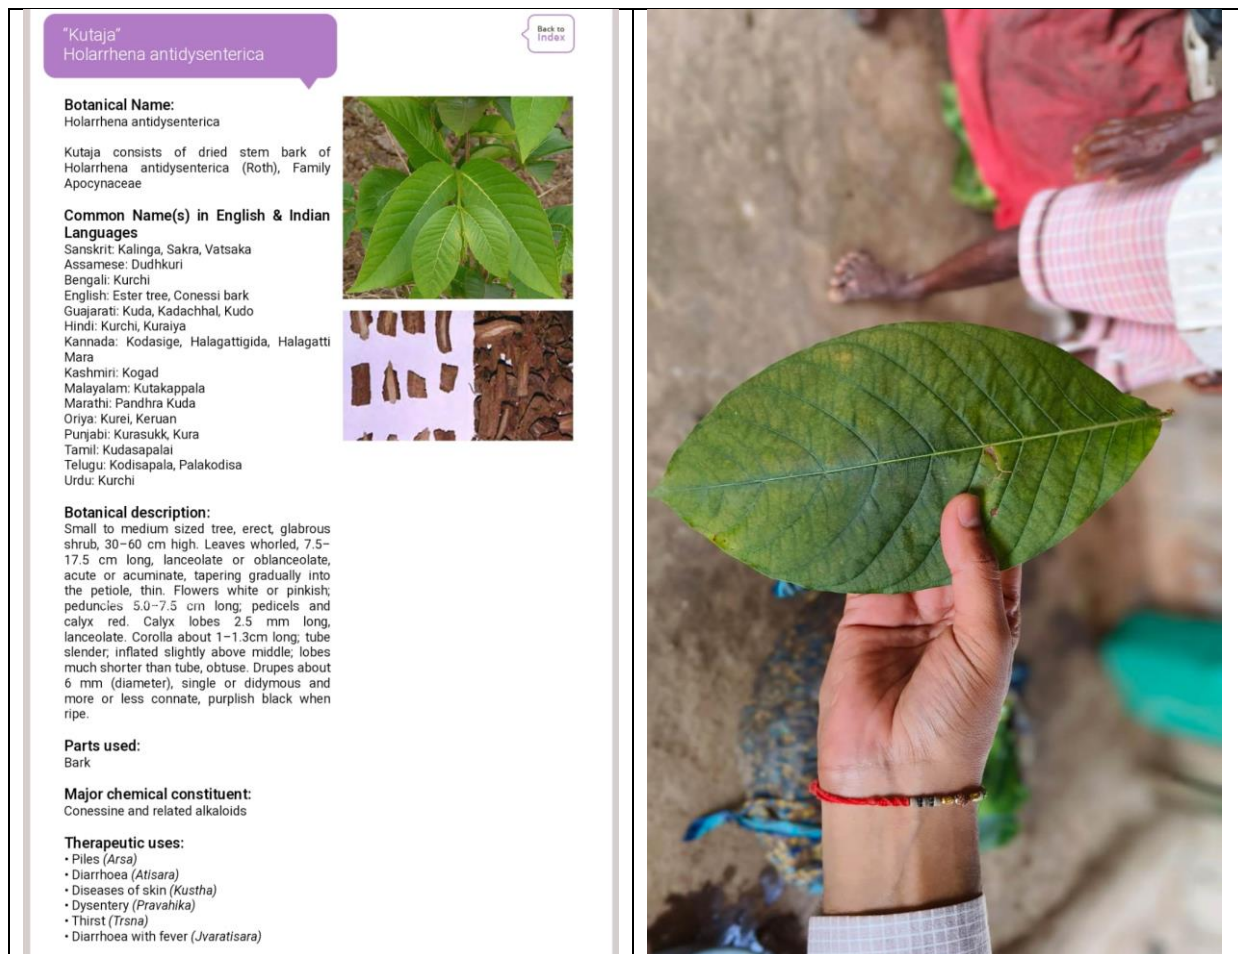 “Kutaja“
Holarrhena antidysenterica
Back to
Index
Botanical Name:
Holarrhena antidysenterica
Kutaja consists of dried stem bark of
Holarrhena antidysenterica (Roth), Family
Apocynaceae
Common Name(s) in English & Indian
Languages
Sanskrit: Kalinga, Sakra, Vatsaka
Assamese: Dudhkuri
Bengali: Kurchi
English: Ester tree, Conessi bark
Guajarati: Kuda, Kadachhal, Kudo
Hindi: Kurchi, Kuraiya
Kannada: Kodasige, Halagattigida, Halagatti
Mara
Kashmiri: Kogad
Malayalam: Kutakappala
Marathi: Pandhra Kuda
Oriya: Kurei, Keruan
Punjabi: Kurasukk, Kura
Tamil: Kudasapalai
Telugu: Kodisapala, Palakodisa
Urdu: Kurchi
Botanical description:
Small to medium sized tree, erect, glabrous
shrub, 30–60 cm high. Leaves whorled, 7.5–
17.5 cm long, lanceolate or oblanceolate,
acute or acuminate, tapering gradually into
the petiole, thin. Flowers white or pinkish;
peduncies 5.0–7.5 cm long; pedicels and
calyx red. Calyx lobes 2.5 mm long,
lanceolate. Corolla about 1–1.3cm long; tube
slender; inflated slightly above middle; lobes
much shorter than tube, obtuse. Drupes about
6 mm (diameter), single or didymous and
more or less connate, purplish black when
ripe.
Parts used:
Bark
Major chemical constituent:
Conessine and related alkaloids
Therapeutic uses:
• Piles (Arsa)
• Diarrhoea (Atisara)
• Diseases of skin (Kustha)
• Dysentery (Pravahika)
• Thirst (Trsna)
• Diarrhoea with fever (Jvaratisara)